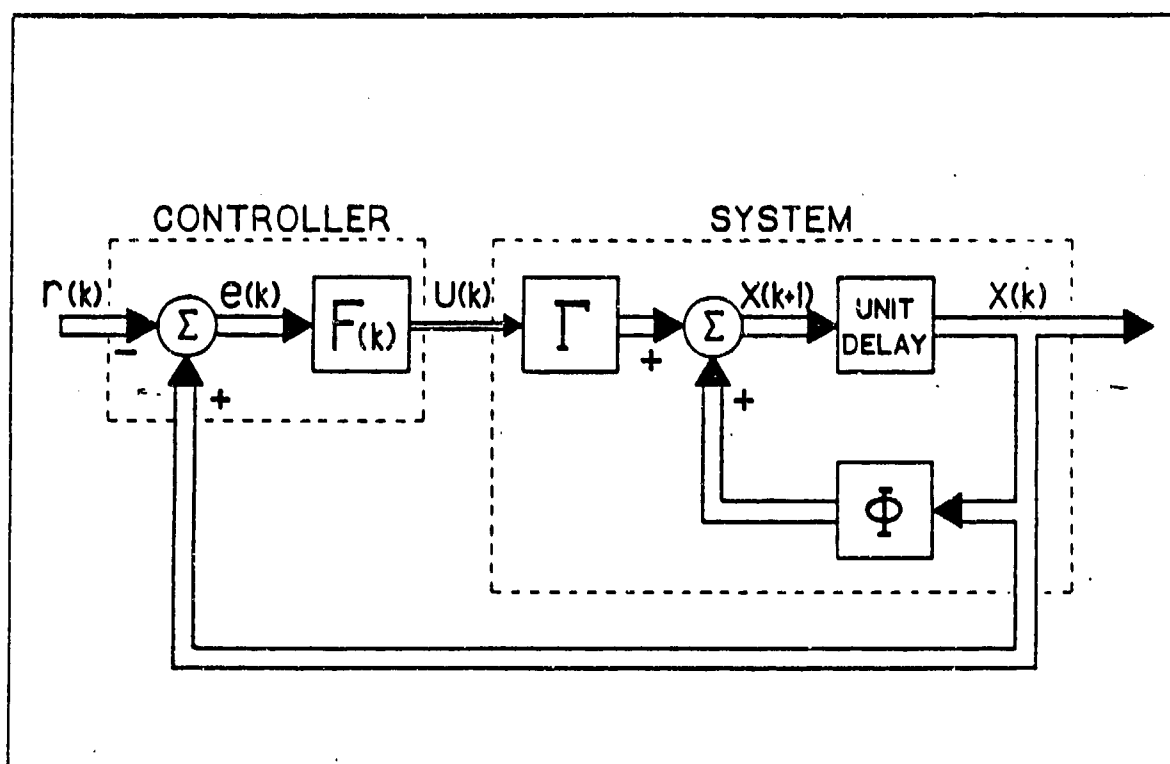 CONTROLLER
SYSTEM
r(k)
−
Σ
+
e(k)
F(k)
U(k)
Γ
+
Σ
+
X(k+1)
UNIT
DELAY
X(k)
Φ